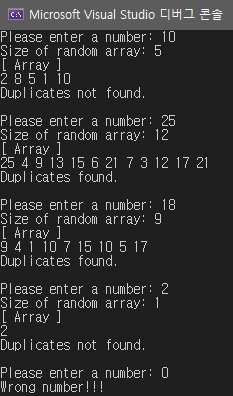 Microsoft Visual Studio 디버그 콘솔
Please enter a number: 10
Size of random array: 5
[ Array ]
2 8 5 1 10
Duplicates not found.
Please enter a number: 25
Size of random array: 12
[ Array ]
25 4 9 13 15 6 21 7 3 12 17 21
Duplicates found.
Please enter a number: 18
Size of random array: 9
[ Array ]
9 4 1 10 7 15 10 5 17
Duplicates found.
Please enter a number: 2
Size of random array: 1
[ Array ]
2
Duplicates not found.
Please enter a number: 0
Wrong number!!!